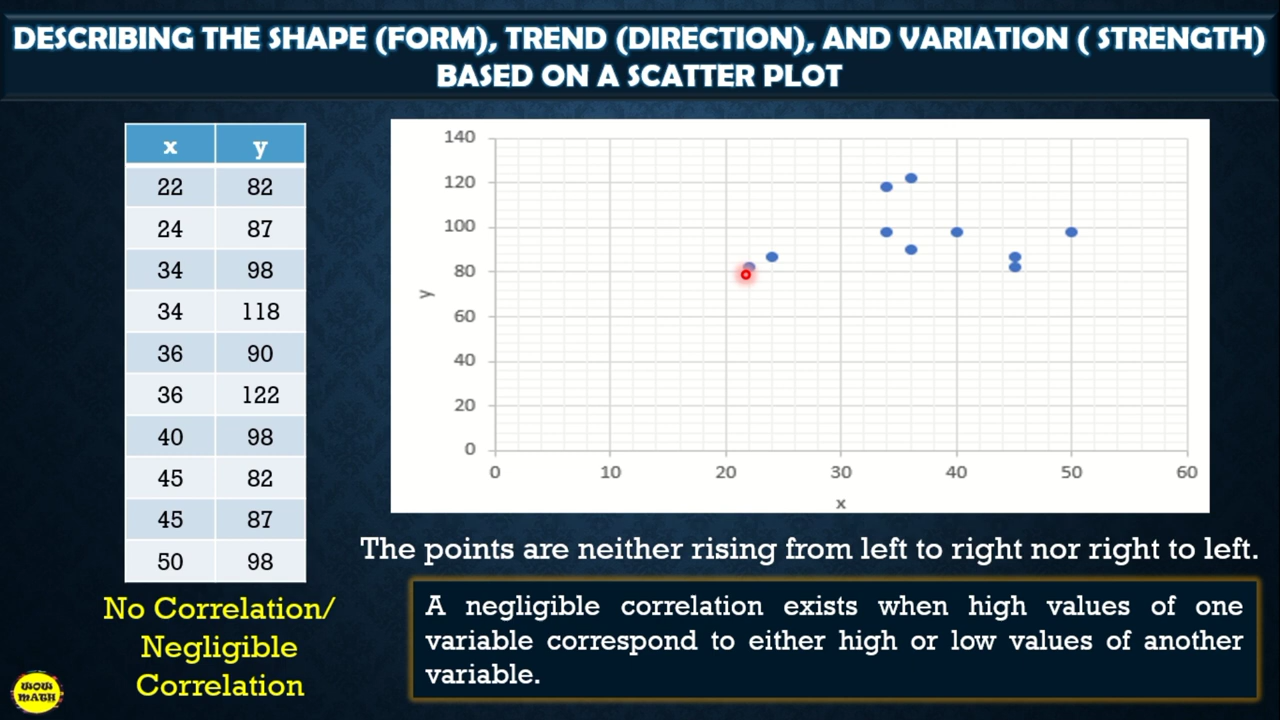 DESCRIBING THE SHAPE (FORM), TREND (DIRECTION), AND VARIATION ( STRENGTH)
BASED ON A SCATTER PLOT
x y
22 82
24 87
34 98
34 118
36 90
36 122
40 98
45 82
45 87
50 98
No Correlation/
Negligible
Correlation
140
120
100
80
60
40
20
0
y
0 10 20 30 40 50 60
x
The points are neither rising from left to right nor right to left.
A negligible correlation exists when high values of one
variable correspond to either high or low values of another
variable.
WOW
MATH